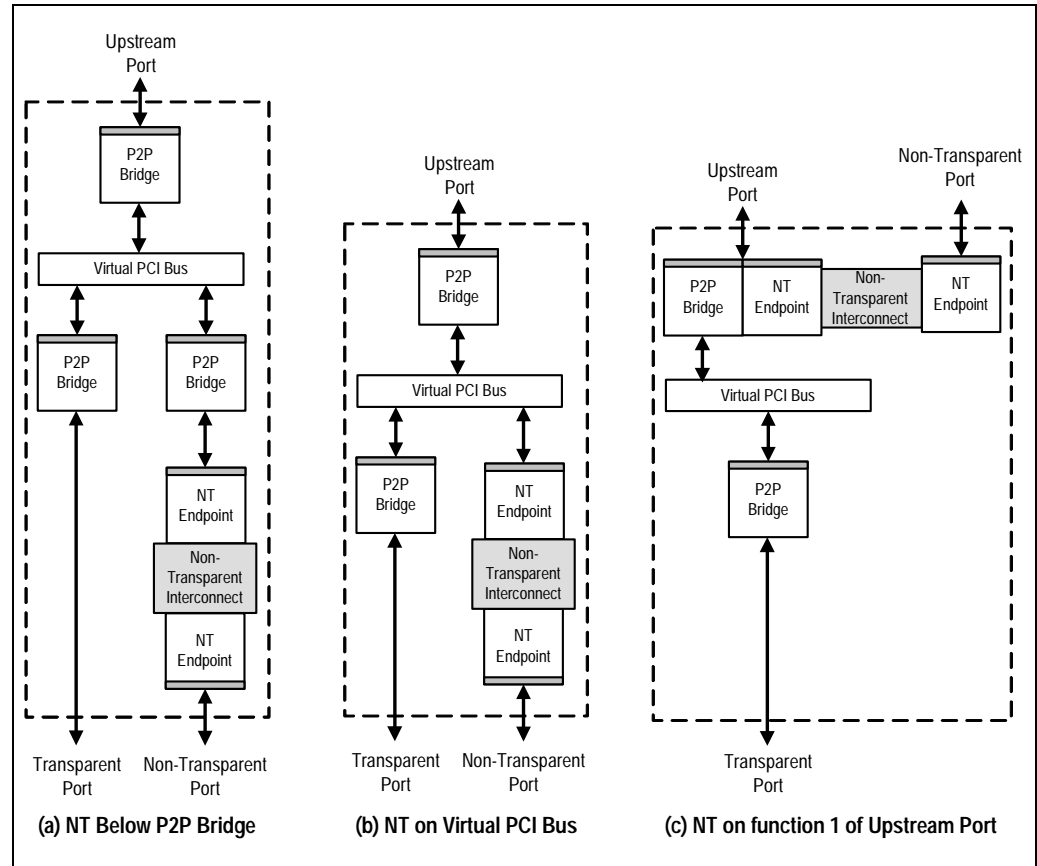 Upstream
Port
P2P
Bridge
Virtual PCI Bus
P2P
Bridge
P2P
Bridge
NT
Endpoint
Non-
Transparent
Interconnect
NT
Endpoint
Transparent
Port
Non-Transparent
Port
(a) NT Below P2P Bridge
Upstream
Port
P2P
Bridge
Virtual PCI Bus
P2P
Bridge
NT
Endpoint
Non-
Transparent
Interconnect
NT
Endpoint
Transparent
Port
Non-Transparent
Port
(b) NT on Virtual PCI Bus
Upstream
Port
Non-Transparent
Port
P2P
Bridge
NT
Endpoint
Non-
Transparent
Interconnect
NT
Endpoint
Virtual PCI Bus
P2P
Bridge
Transparent
Port
(c) NT on function 1 of Upstream Port